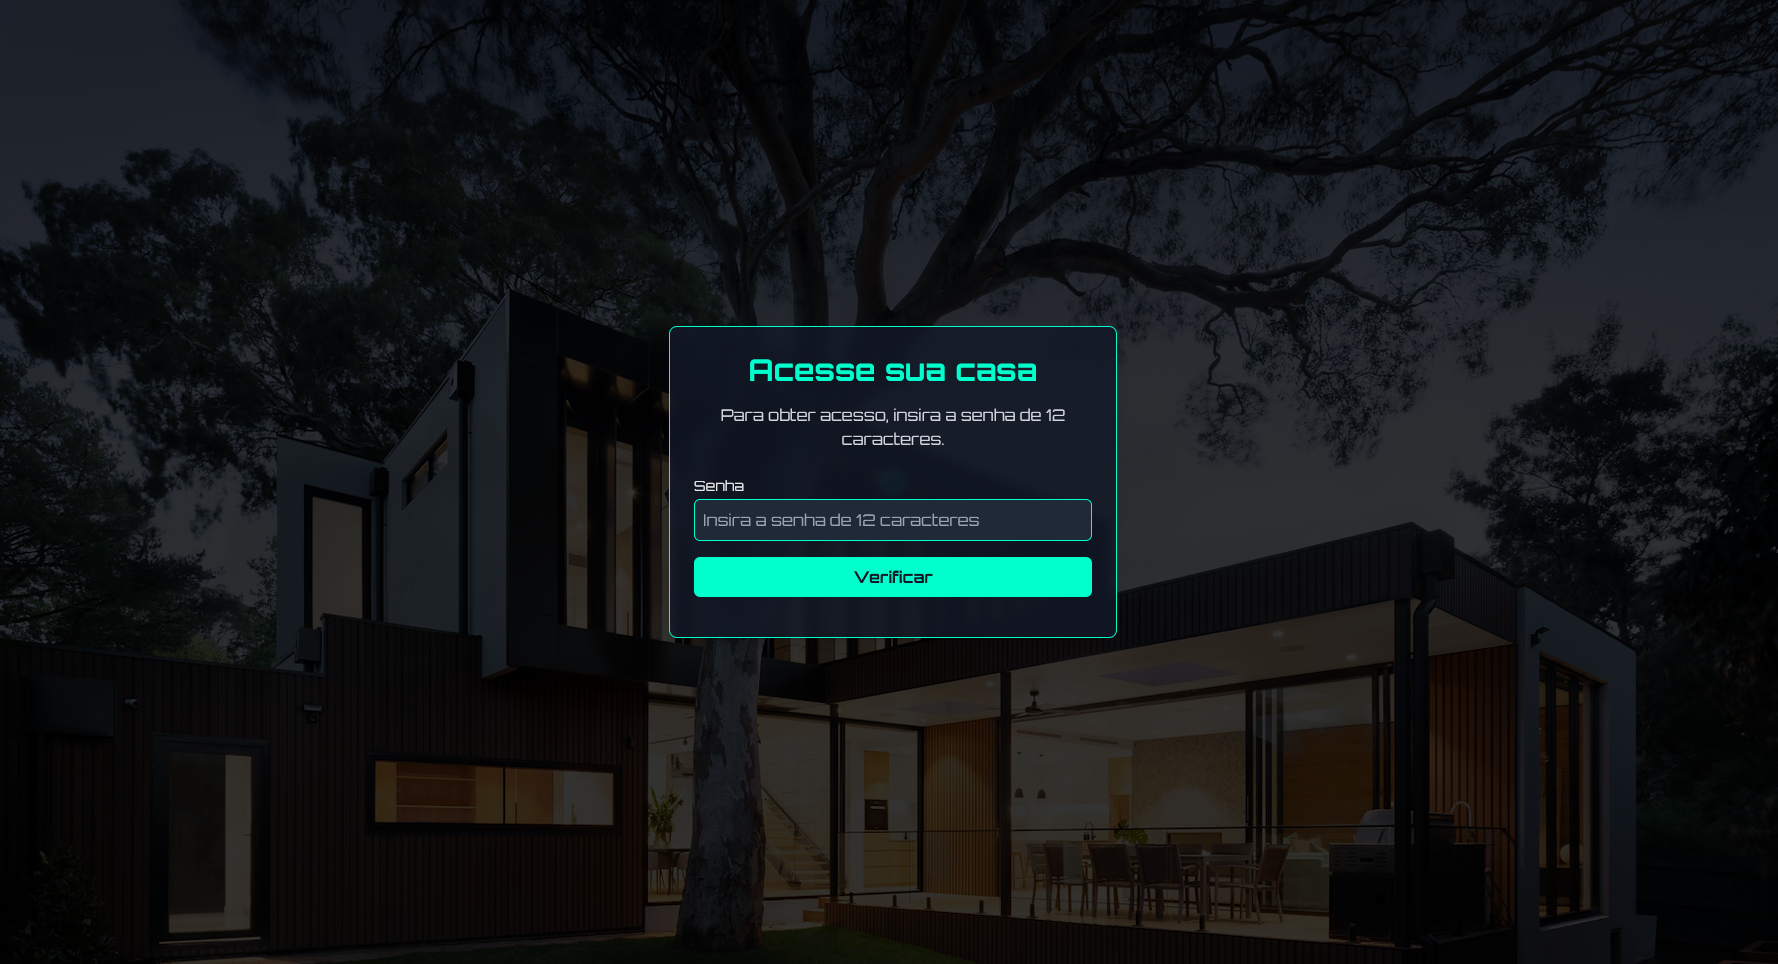 Acesse sua casa
Para obter acesso, insira a senha de 12
caracteres.
Senha
Insira a senha de 12 caracteres
Verificar